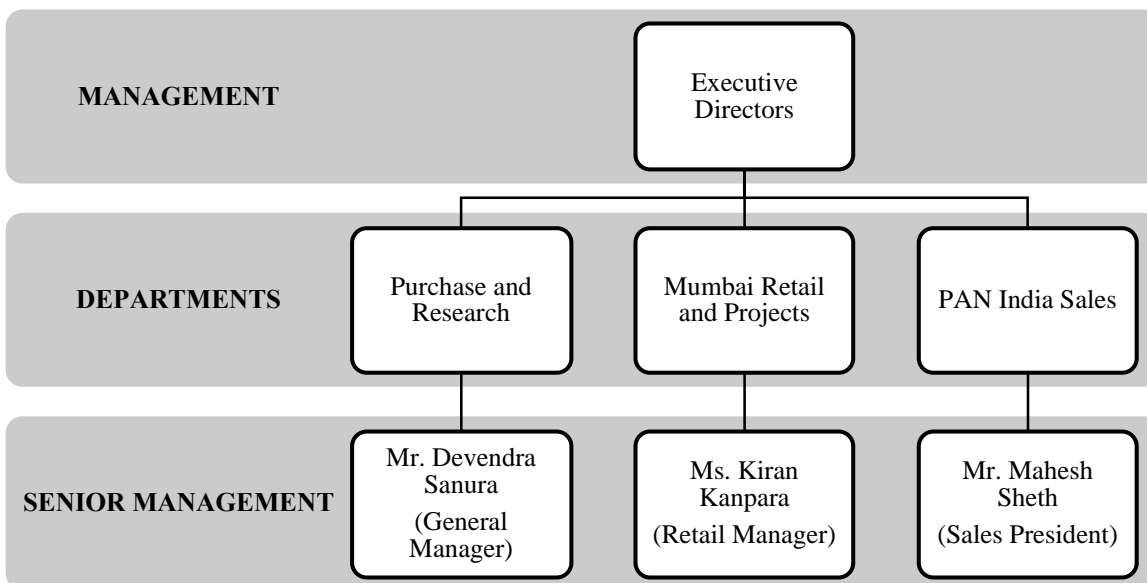 MANAGEMENT
Executive
Directors
DEPARTMENTS
Purchase and
Research
Mumbai Retail
and Projects
PAN India Sales
SENIOR MANAGEMENT
Mr. Devendra
Sanura
(General
Manager)
Ms. Kiran
Kanpara
(Retail Manager)
Mr. Mahesh
Sheth
(Sales President)